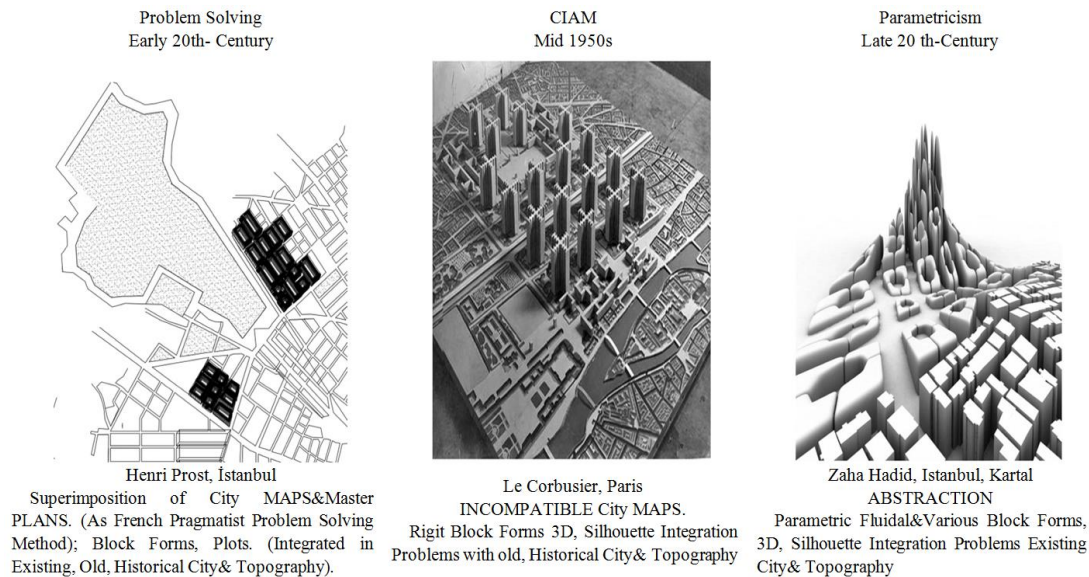 Problem Solving
Early 20th- Century
Henri Prost, İstanbul
Superimposition of City MAPS&Master
PLANS. (As French Pragmatist Problem Solving
Method); Block Forms, Plots. (Integrated in
Existing, Old, Historical City& Topography).
CIAM
Mid 1950s
Le Corbusier, Paris
INCOMPATIBLE City MAPS.
Rigit Block Forms 3D, Silhouette Integration
Problems with old, Historical City& Topography
Parametricism
Late 20 th-Century
Zaha Hadid, Istanbul, Kartal
ABSTRACTION
Parametric Fluidal&Various Block Forms,
3D, Silhouette Integration Problems Existing
City& Topography